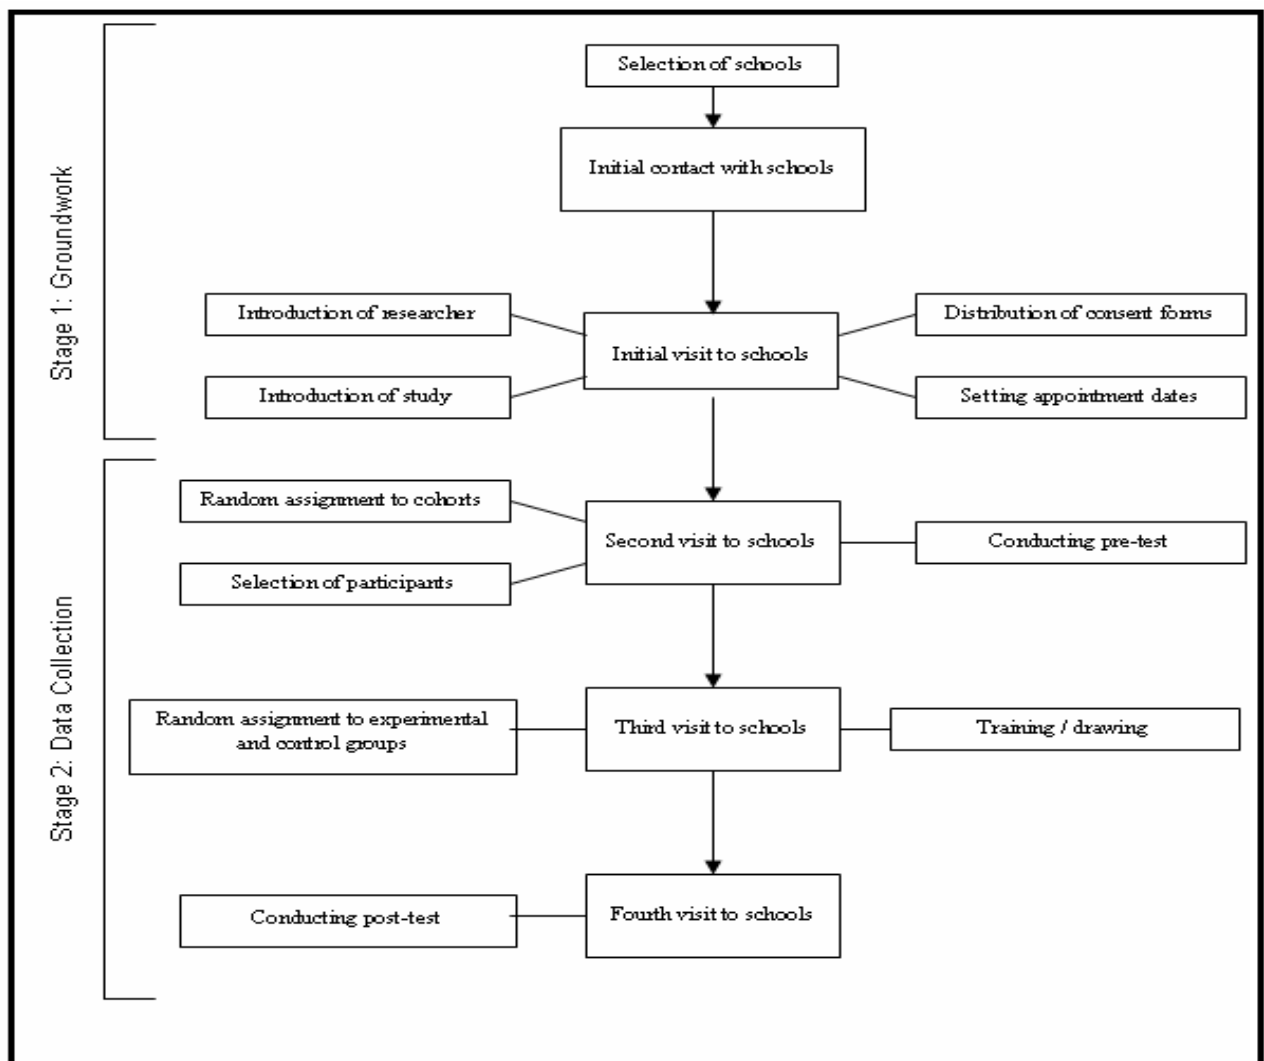 Stage 1: Groundwork
Selection of schools
Initial contact with schools
Introduction of researcher
Distribution of consent forms
Initial visit to schools
Introduction of study
Setting appointment dates
Stage 2: Data Collection
Random assignment to cohorts
Second visit to schools
Conducting pre-test
Selection of participants
Random assignment to experimental
and control groups
Third visit to schools
Training / drawing
Conducting post-test
Fourth visit to schools